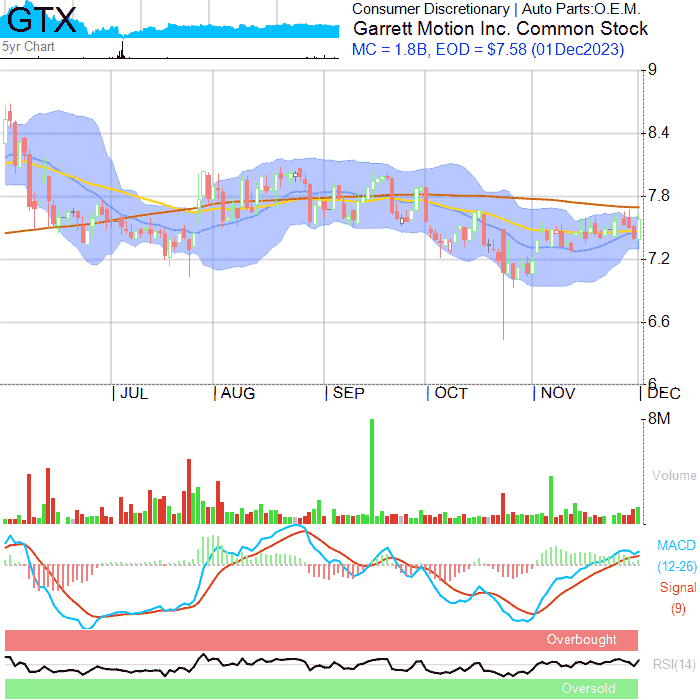 GTX
5yr Chart
Consumer Discretionary | Auto Parts:O.E.M.
Garrett Motion Inc. Common Stock
MC = 1.8B, EOD = $7.58 (01Dec2023)
9
8.4
7.8
7.2
6.6
6
| JUL | AUG | SEP | OCT | NOV | DEC
8M
Volume
MACD
(12-26)
Signal
(9)
Overbought
RSI(14)
Oversold